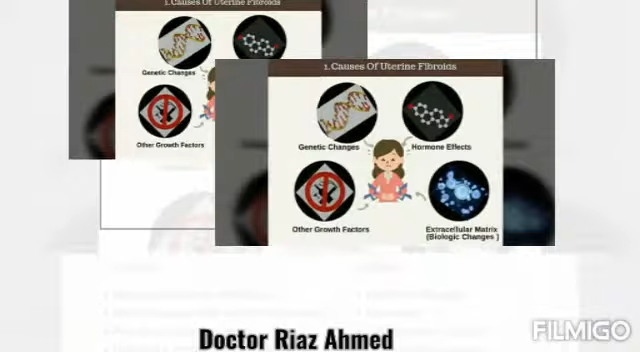 1.Causes Of Uterine Fibroids
Genetic Changes
Other Growth Factors
1.Causes Of Uterine Fibroids
Genetic Changes
Hormone Effects
Other Growth Factors
Extracellular Matrix
(Biologic Changes )
Doctor Riaz Ahmed
FILMIGO